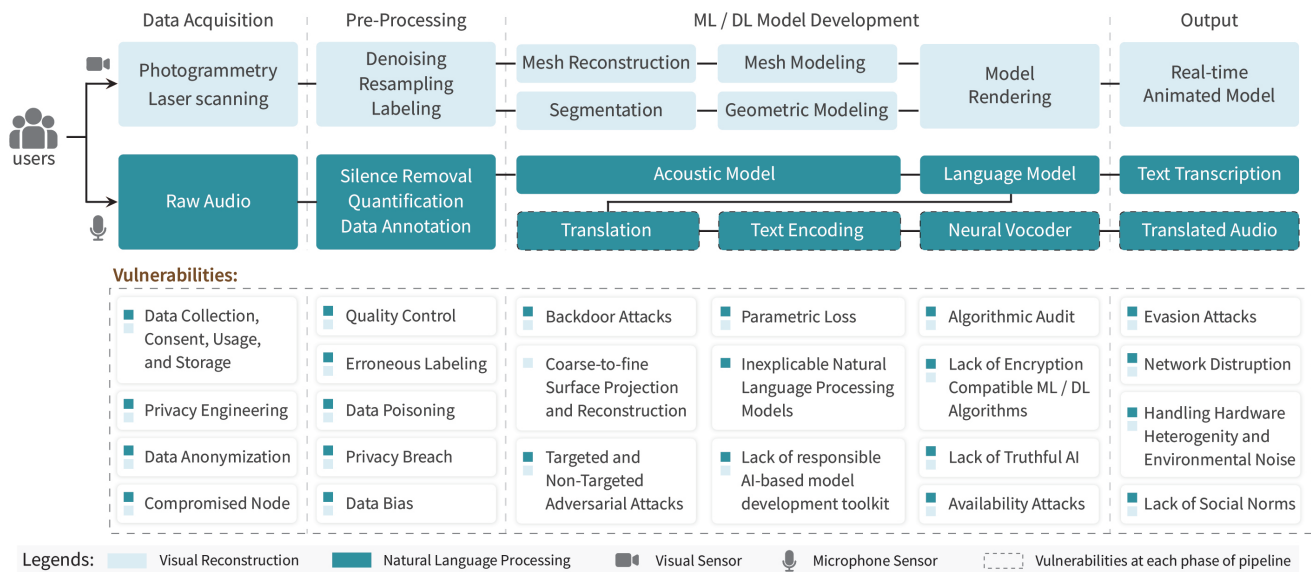 Data Acquisition
Pre-Processing
ML / DL Model Development
Output
users
Photogrammetry
Laser scanning
Denoising
Resampling
Labeling
Mesh Reconstruction
Mesh Modeling
Segmentation
Geometric Modeling
Model
Rendering
Real-time
Animated Model
Raw Audio
Silence Removal
Quantification
Data Annotation
Acoustic Model
Language Model
Text Transcription
Translation
Text Encoding
Neural Vocoder
Translated Audio
Vulnerabilities:
Data Collection,
Consent, Usage,
and Storage
Privacy Engineering
Data Anonymization
Compromised Node
Quality Control
Erroneous Labeling
Data Poisoning
Privacy Breach
Data Bias
Backdoor Attacks
Coarse-to-fine
Surface Projection
and Reconstruction
Targeted and
Non-Targeted
Adversarial Attacks
Parametric Loss
Inexplicable Natural
Language Processing
Models
Lack of responsible
AI-based model
development toolkit
Algorithmic Audit
Lack of Encryption
Compatible ML / DL
Algorithms
Lack of Truthful AI
Availability Attacks
Evasion Attacks
Network Distruption
Handling Hardware
Heterogenity and
Environmental Noise
Lack of Social Norms
Legends:
Visual Reconstruction
Natural Language Processing
Visual Sensor
Microphone Sensor
Vulnerabilities at each phase of pipeline